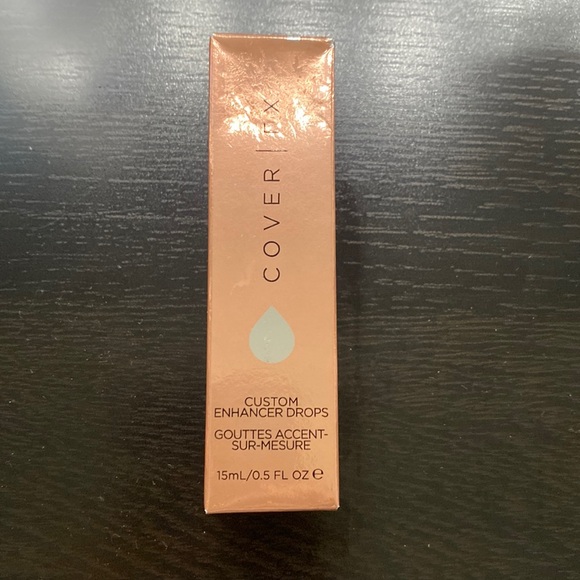 COVER | FX
CUSTOM
ENHANCER DROPS
GOUTTES ACCENT-
SUR-MESURE
15mL/0.5 FL OZ ℮